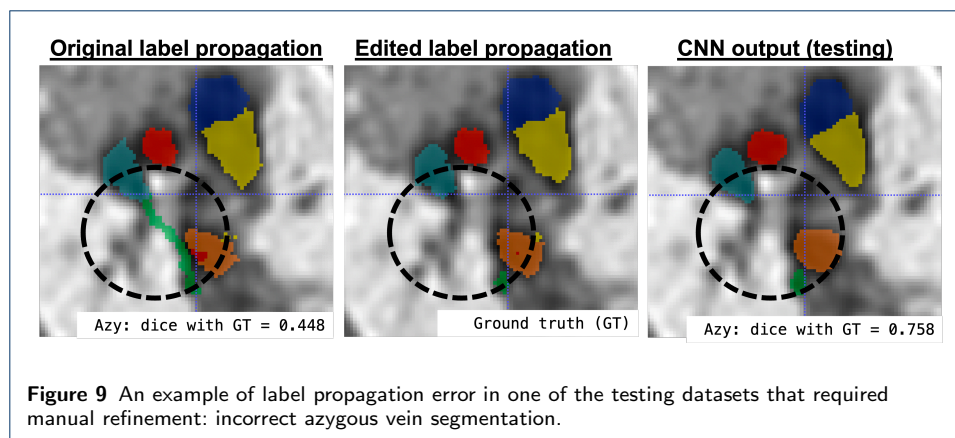 Original label propagation
Edited label propagation
CNN output (testing)
Azy: dice with GT = 0.448
Ground truth (GT)
Azy: dice with GT = 0.758
Figure 9 An example of label propagation error in one of the testing datasets that required
manual refinement: incorrect azygous vein segmentation.